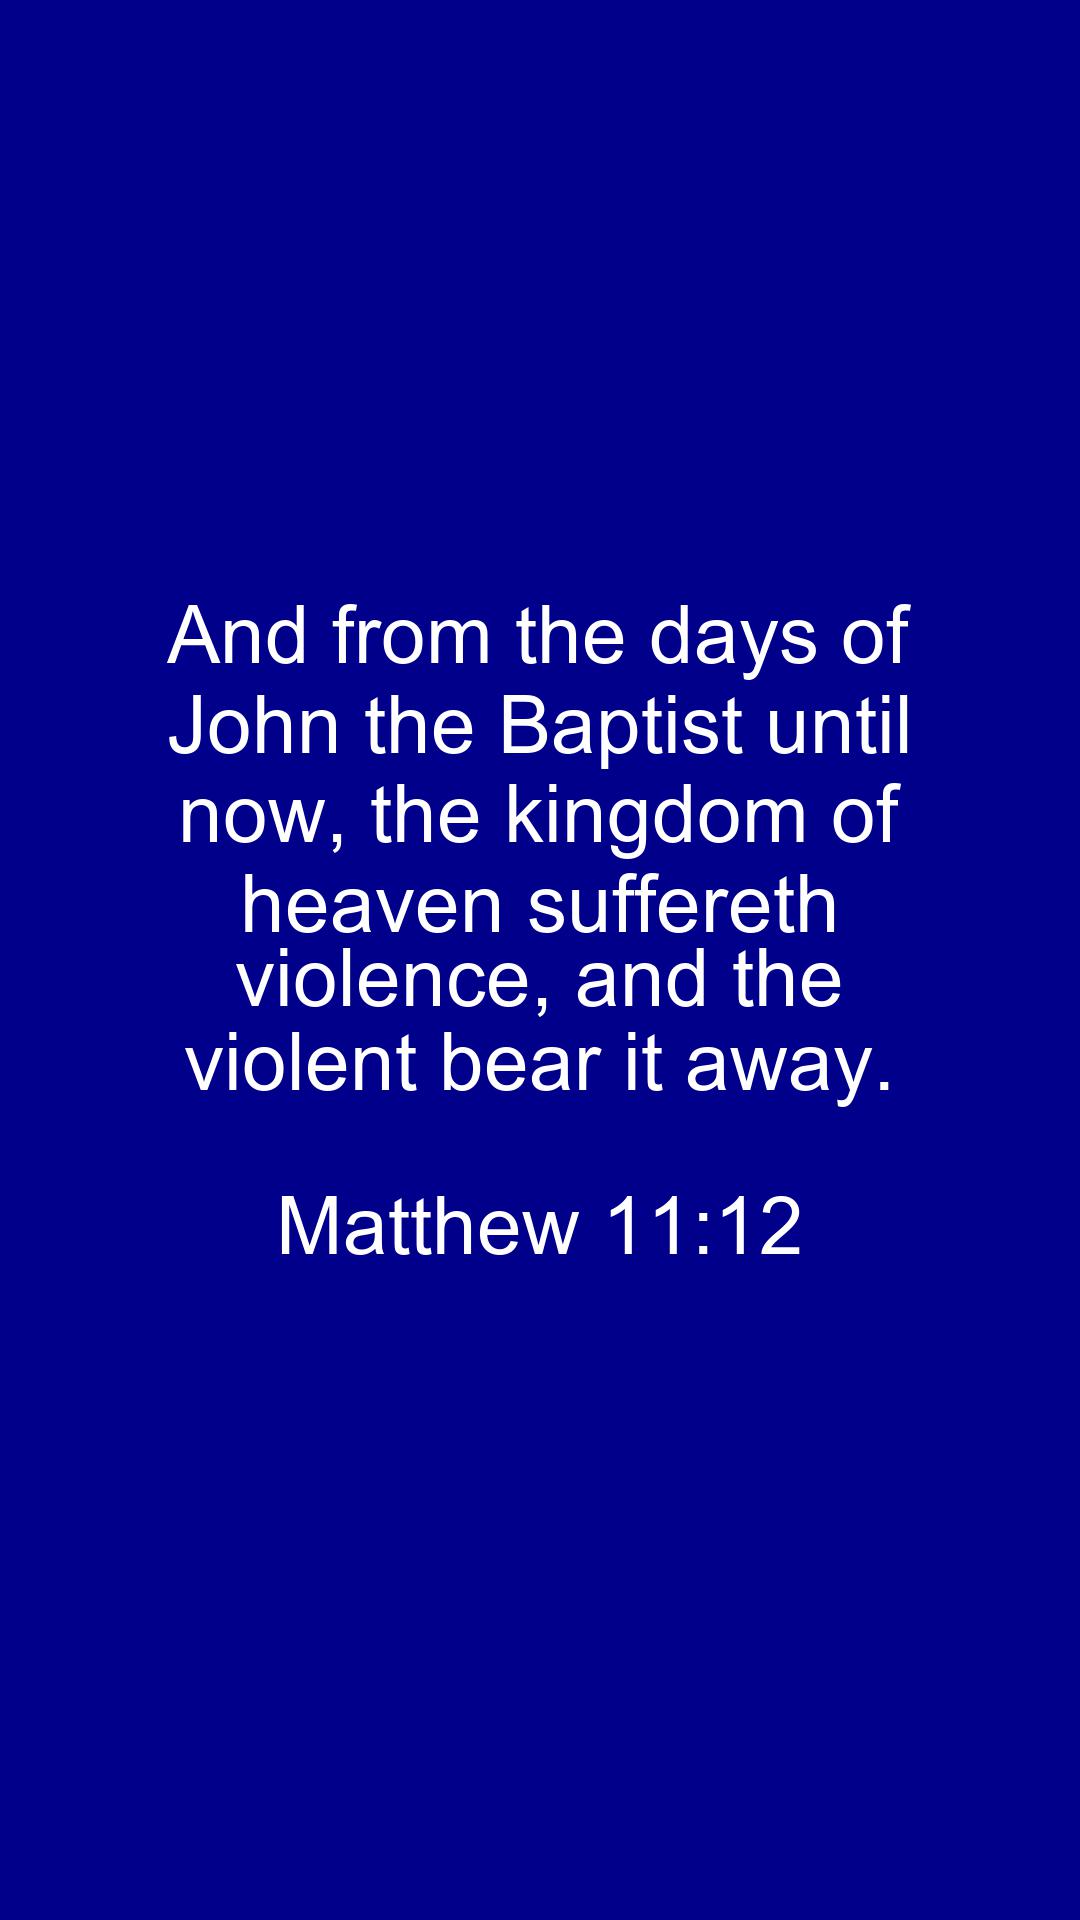 And from the days of
John the Baptist until
now, the kingdom of
heaven suffereth
violence, and the
violent bear it away.
Matthew 11:12